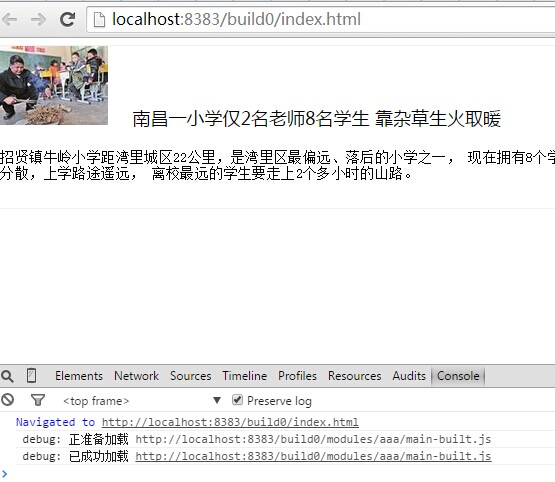 localhost:8383/build0/index.html
南昌一小学仅2名老师8名学生 靠杂草生火取暖
招贤镇牛岭小学距湾里城区22公里，是湾里区最偏远、落后的小学之一， 现在拥有8个学
分散，上学路途遥远， 离校最远的学生要走上2个多小时的山路。
Elements Network Sources Timeline Profiles Resources Audits Console
<top frame> ▼ Preserve log
Navigated to http://localhost:8383/build0/index.html
debug: 正准备加载 http://localhost:8383/build0/modules/aaa/main-built.js
debug: 已成功加载 http://localhost:8383/build0/modules/aaa/main-built.js